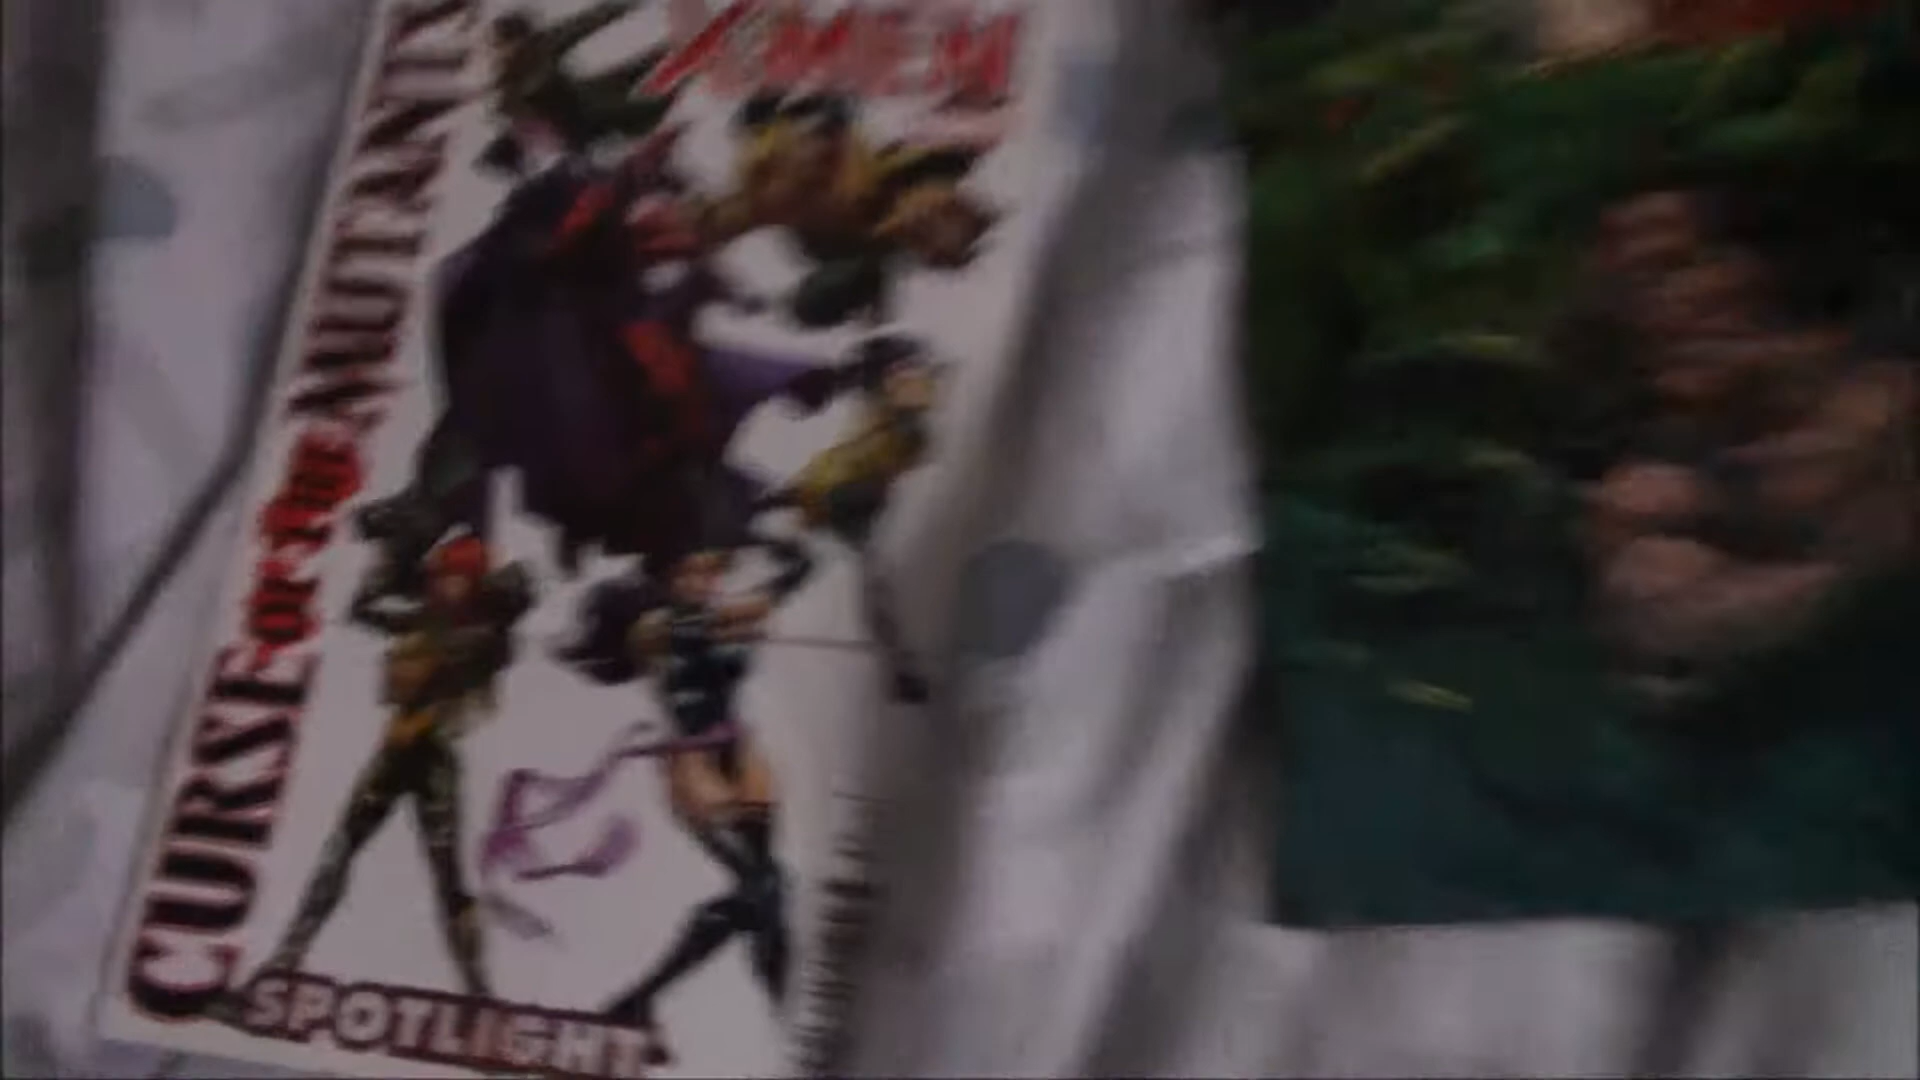 X-MEN
CURSE OF THE MUTANTS
SPOTLIGHT